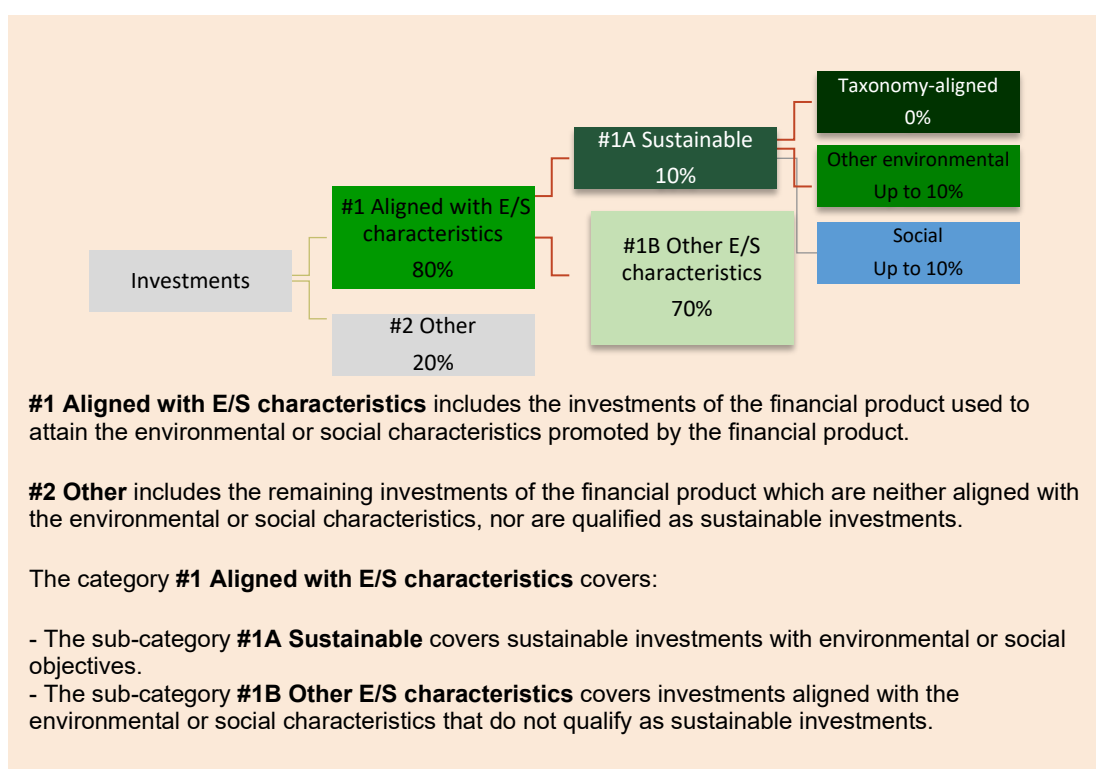 Investments
#1 Aligned with E/S
characteristics
80%
#2 Other
20%
#1A Sustainable
10%
#1B Other E/S
characteristics
70%
Taxonomy-aligned
0%
Other environmental
Up to 10%
Social
Up to 10%
#1 Aligned with E/S characteristics includes the investments of the financial product used to
attain the environmental or social characteristics promoted by the financial product.
#2 Other includes the remaining investments of the financial product which are neither aligned with
the environmental or social characteristics, nor are qualified as sustainable investments.
The category #1 Aligned with E/S characteristics covers:
- The sub-category #1A Sustainable covers sustainable investments with environmental or social
objectives.
- The sub-category #1B Other E/S characteristics covers investments aligned with the
environmental or social characteristics that do not qualify as sustainable investments.